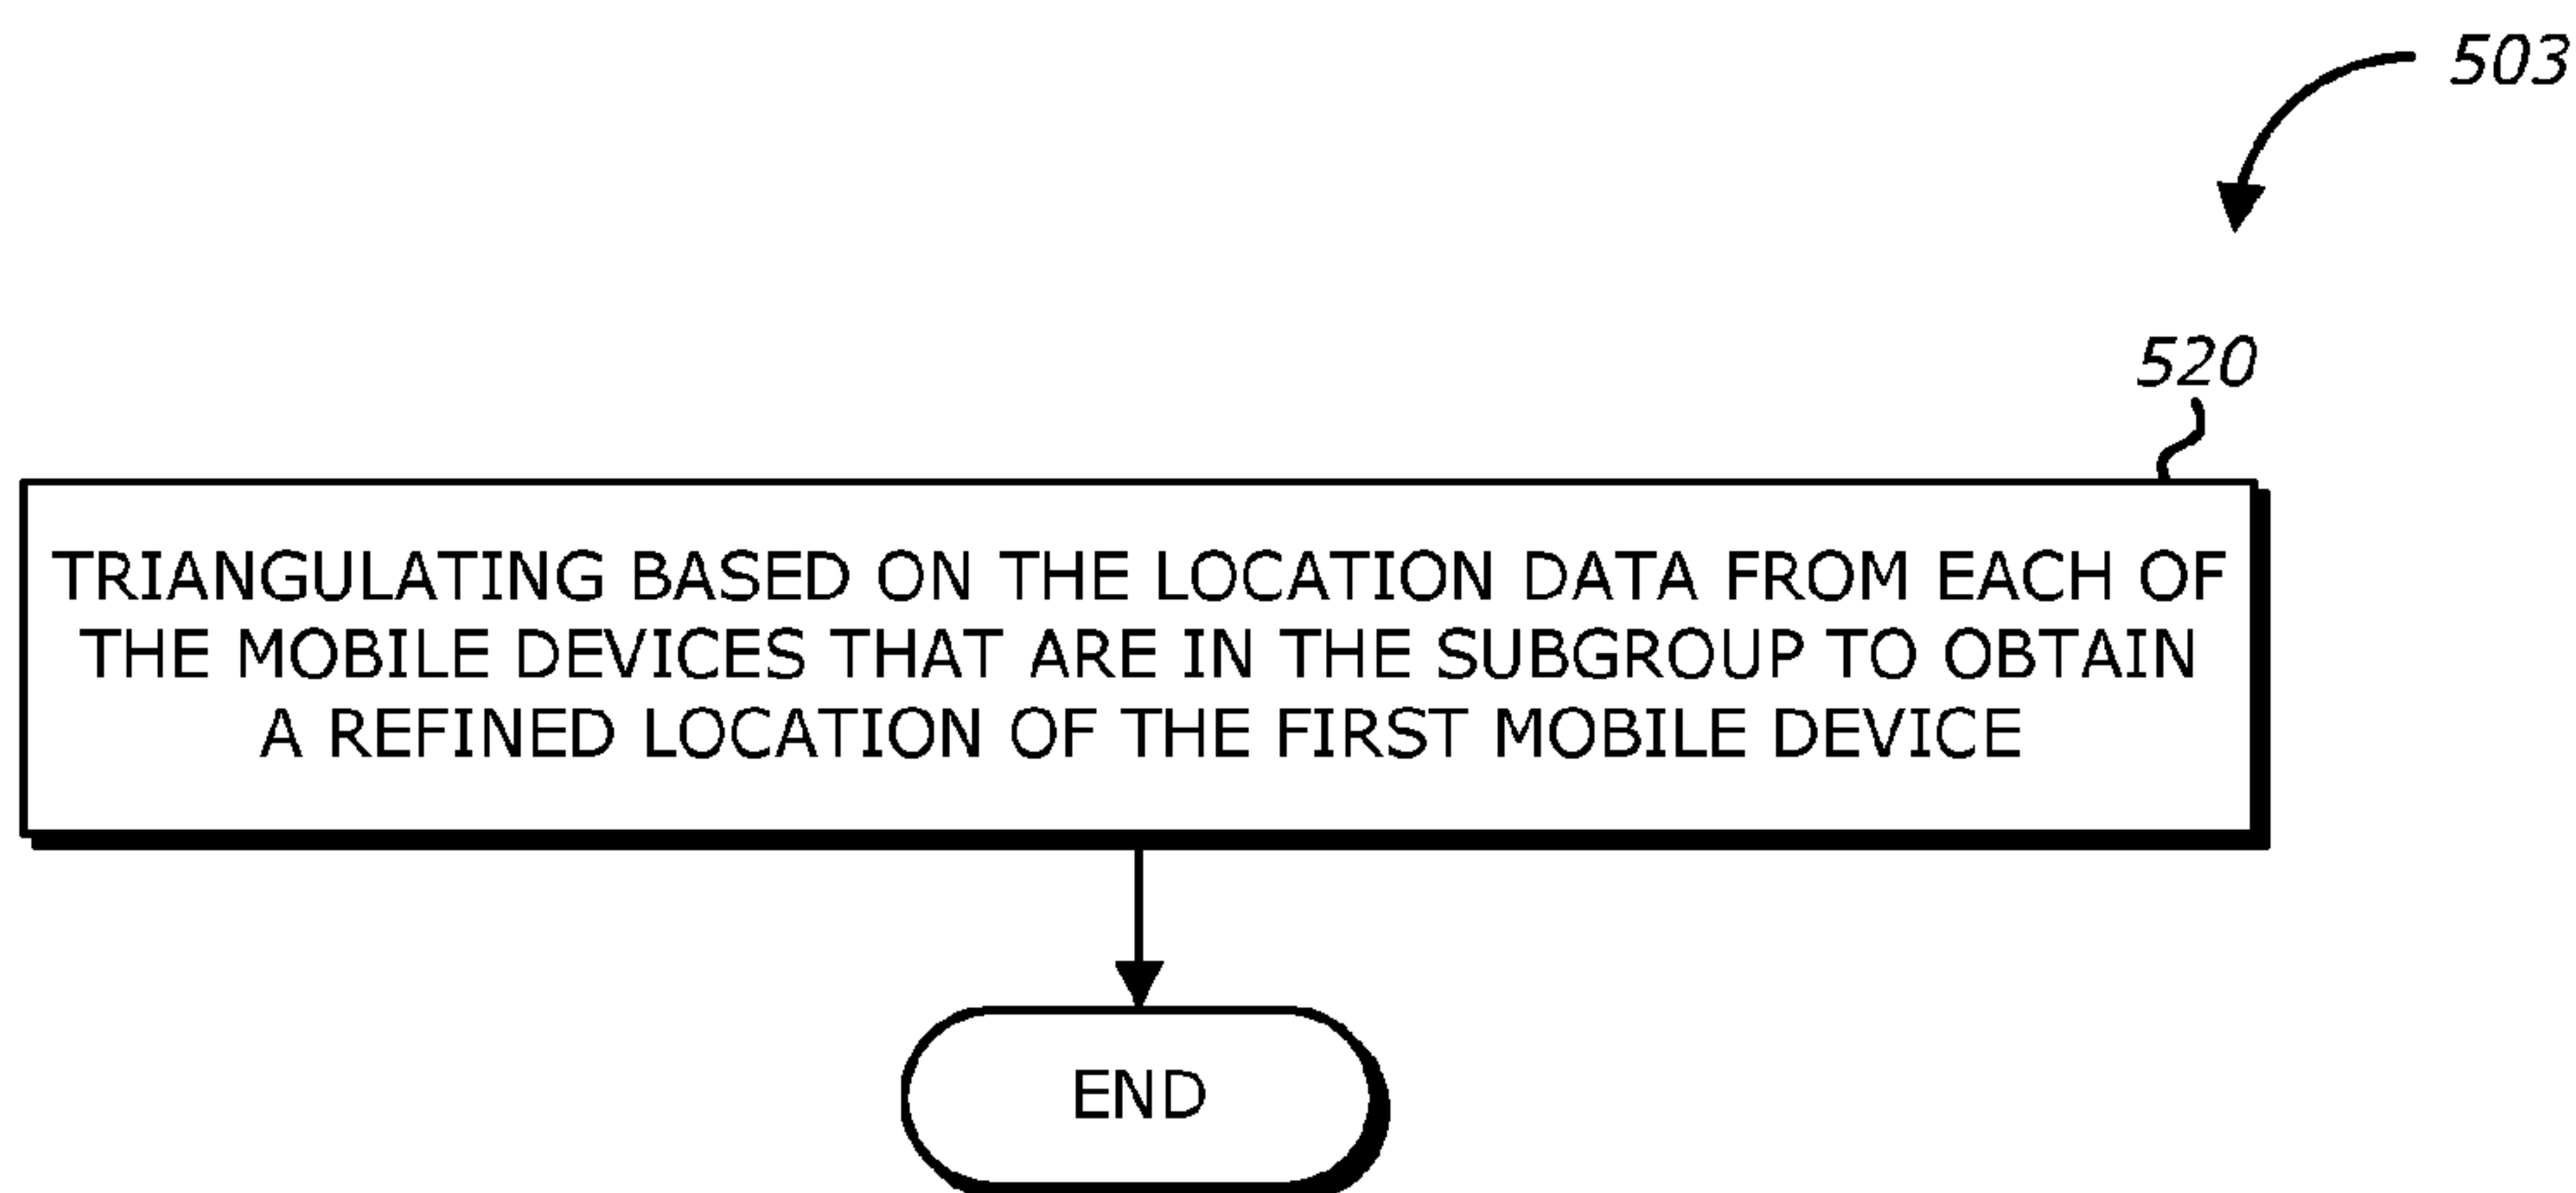 503
520
TRIANGULATING BASED ON THE LOCATION DATA FROM EACH OF
THE MOBILE DEVICES THAT ARE IN THE SUBGROUP TO OBTAIN
A REFINED LOCATION OF THE FIRST MOBILE DEVICE
END